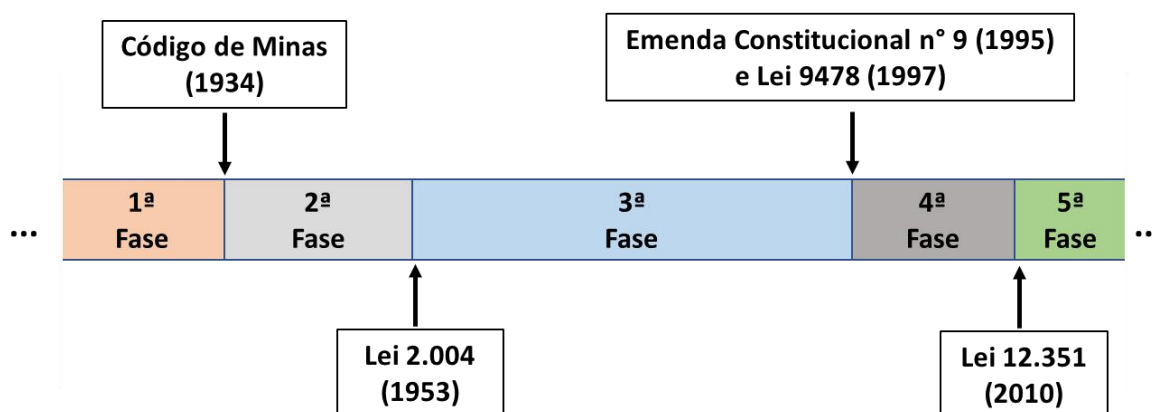 Código de Minas
(1934)
Emenda Constitucional n° 9 (1995)
e Lei 9478 (1997)
... 
1ª
Fase
2ª
Fase
3ª
Fase
4ª
Fase
5ª
Fase
..
Lei 2.004
(1953)
Lei 12.351
(2010)